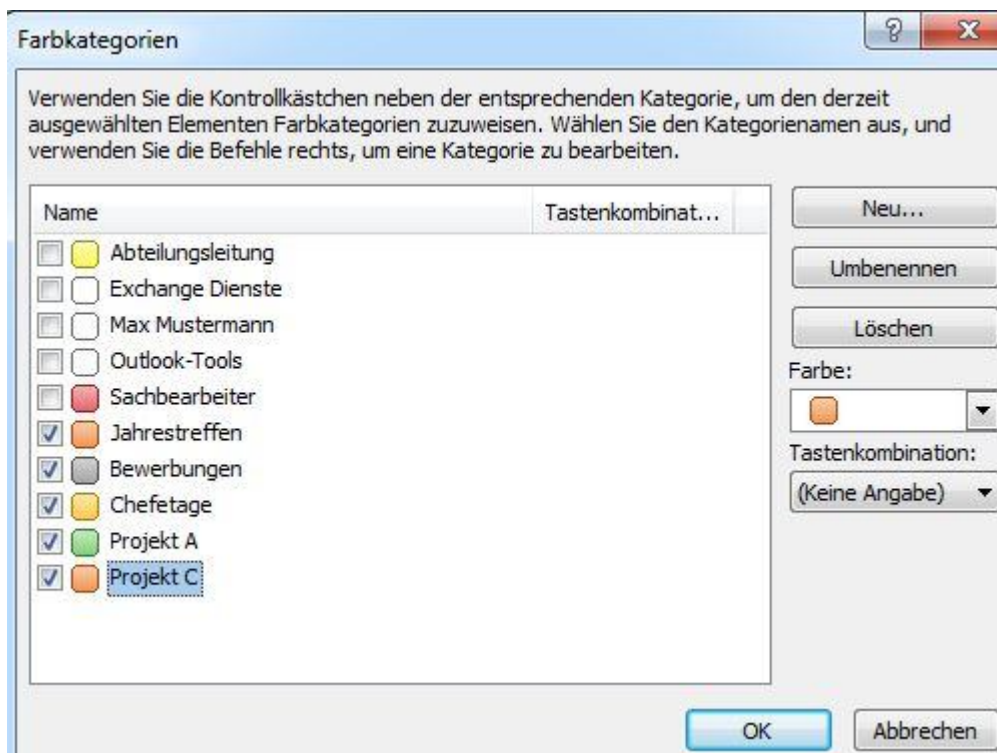 Farbkategorien
Verwenden Sie die Kontrollkästchen neben der entsprechenden Kategorie, um den derzeit
ausgewählten Elementen Farbkategorien zuzuweisen. Wählen Sie den Kategorienamen aus, und
verwenden Sie die Befehle rechts, um eine Kategorie zu bearbeiten.
Name Tastenkombinat...
Abteilungsleitung
Exchange Dienste
Max Mustermann
Outlook-Tools
Sachbearbeiter
Jahrestreffen
Bewerbungen
Chefetage
Projekt A
Projekt C
Neu...
Umbenennen
Löschen
Farbe:
Tastenkombination:
(Keine Angabe)
OK Abbrechen